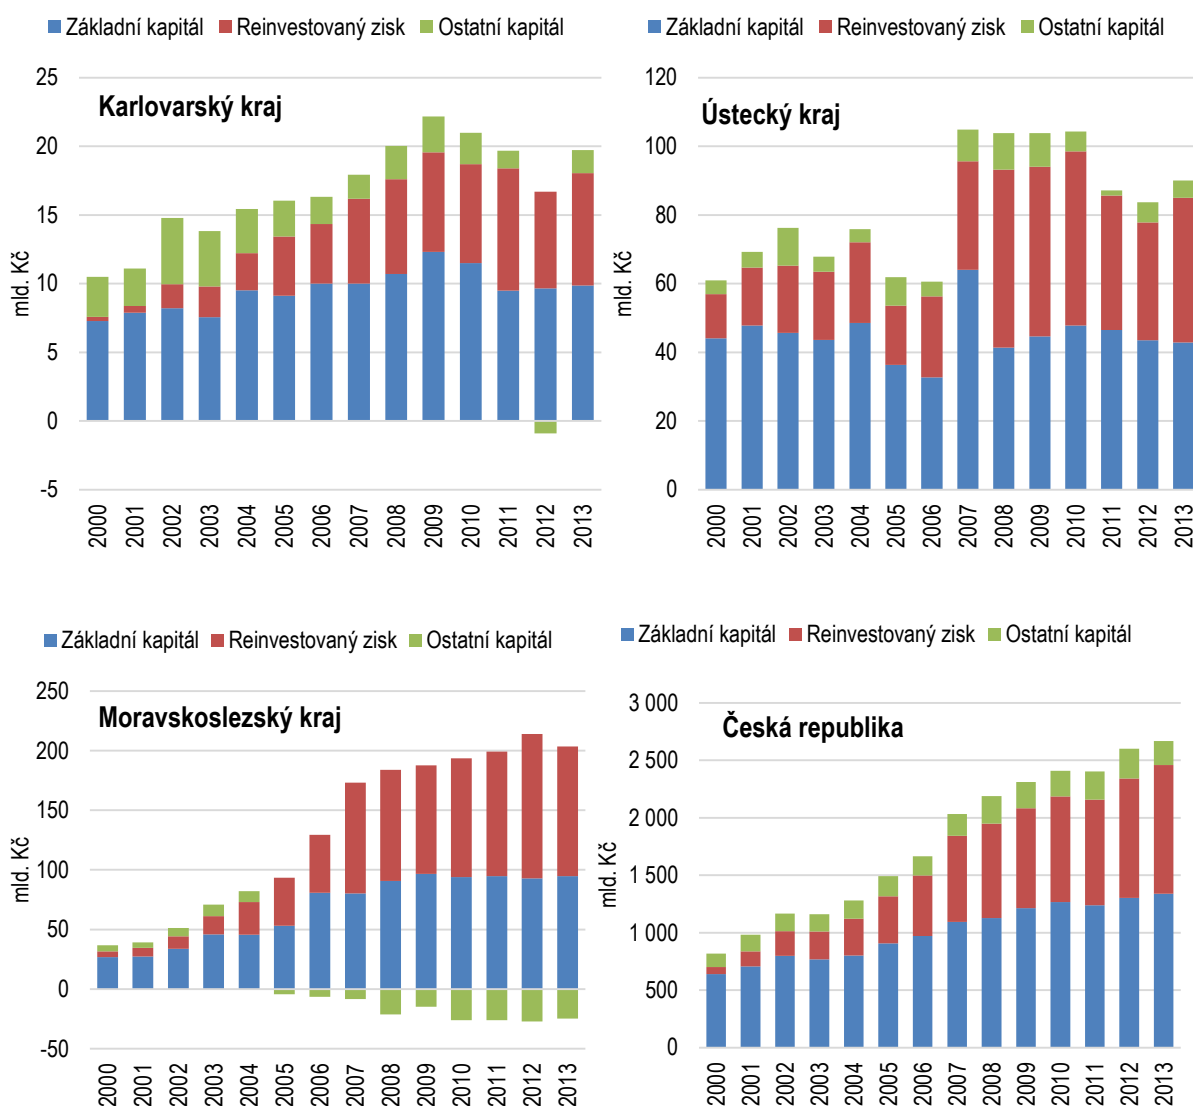 Základní kapitál Reinvestovaný zisk Ostatní kapitál
Karlovarský kraj
mld. Kč
25
20
15
10
5
0
-5
2000 2001 2002 2003 2004 2005 2006 2007 2008 2009 2010 2011 2012 2013
Základní kapitál Reinvestovaný zisk Ostatní kapitál
Ústecký kraj
mld. Kč
120
100
80
60
40
20
0
2000 2001 2002 2003 2004 2005 2006 2007 2008 2009 2010 2011 2012 2013
Základní kapitál Reinvestovaný zisk Ostatní kapitál
Moravskoslezský kraj
mld. Kč
250
200
150
100
50
0
-50
2000 2001 2002 2003 2004 2005 2006 2007 2008 2009 2010 2011 2012 2013
Základní kapitál Reinvestovaný zisk Ostatní kapitál
Česká republika
mld. Kč
3 000
2 500
2 000
1 500
1 000
500
0
2000 2001 2002 2003 2004 2005 2006 2007 2008 2009 2010 2011 2012 2013